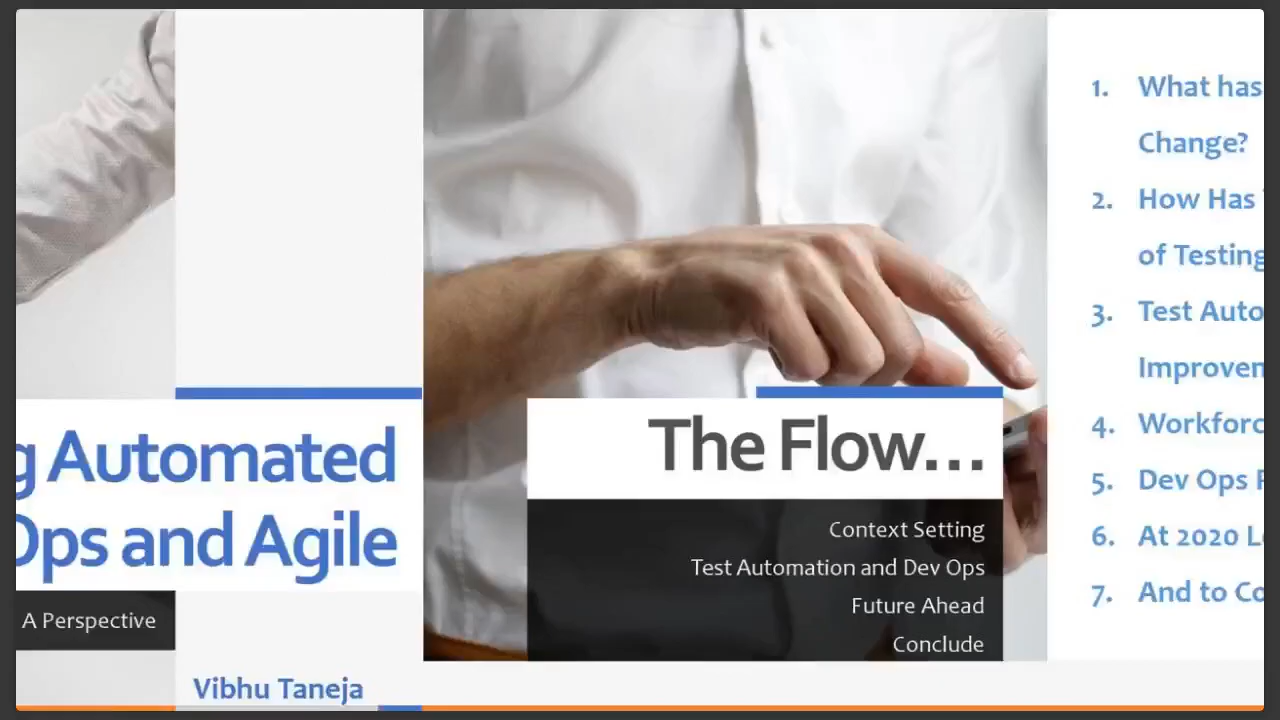 g Automated
Ops and Agile
A Perspective
Vibhu Taneja
The Flow...
Context Setting
Test Automation and Dev Ops
Future Ahead
Conclude
1. What has
Change?
2. How Has
of Testing
3. Test Auto
Improvem
4. Workforc
5. Dev Ops
6. At 2020 L
7. And to Co